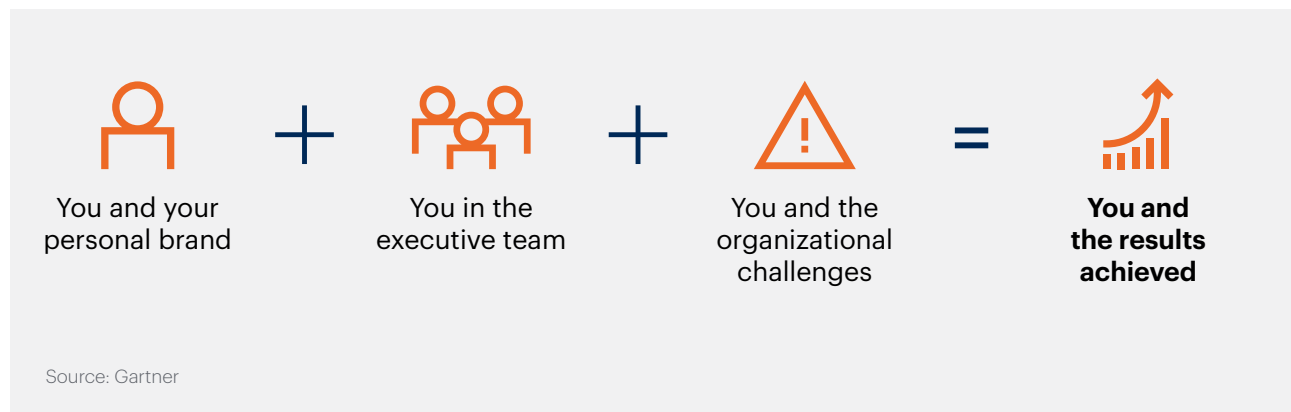 You and your
personal brand
+
You in the
executive team
+
You and the
organizational
challenges
=
You and
the results
achieved
Source: Gartner